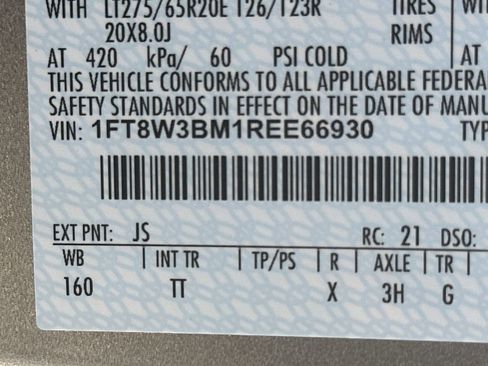 WITH LT275/65R20E 126/123R TIRES WI
20X8.0J RIMS
AT 420 kPa/ 60 PSI COLD AT
THIS VEHICLE CONFORMS TO ALL APPLICABLE FEDERA
SAFETY STANDARDS IN EFFECT ON THE DATE OF MANU
VIN: 1FT8W3BM1REE66930 TYP
EXT PNT: JS RC: 21 DSO:
WB INT TR TP/PS R AXLE TR
160 TT X 3H G